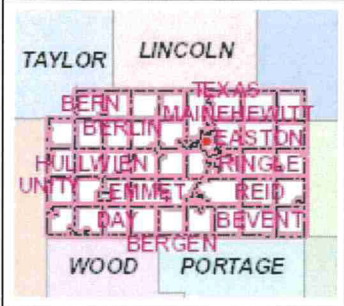 LINCOLN
TAYLOR
TEXAS
BERN
MAINE HEWITT
BERLIN
EASTON
HULL WIEN
RINGLE
UNITY
EMMET
REID
DAY
BEVENT
BERGEN
WOOD
PORTAGE